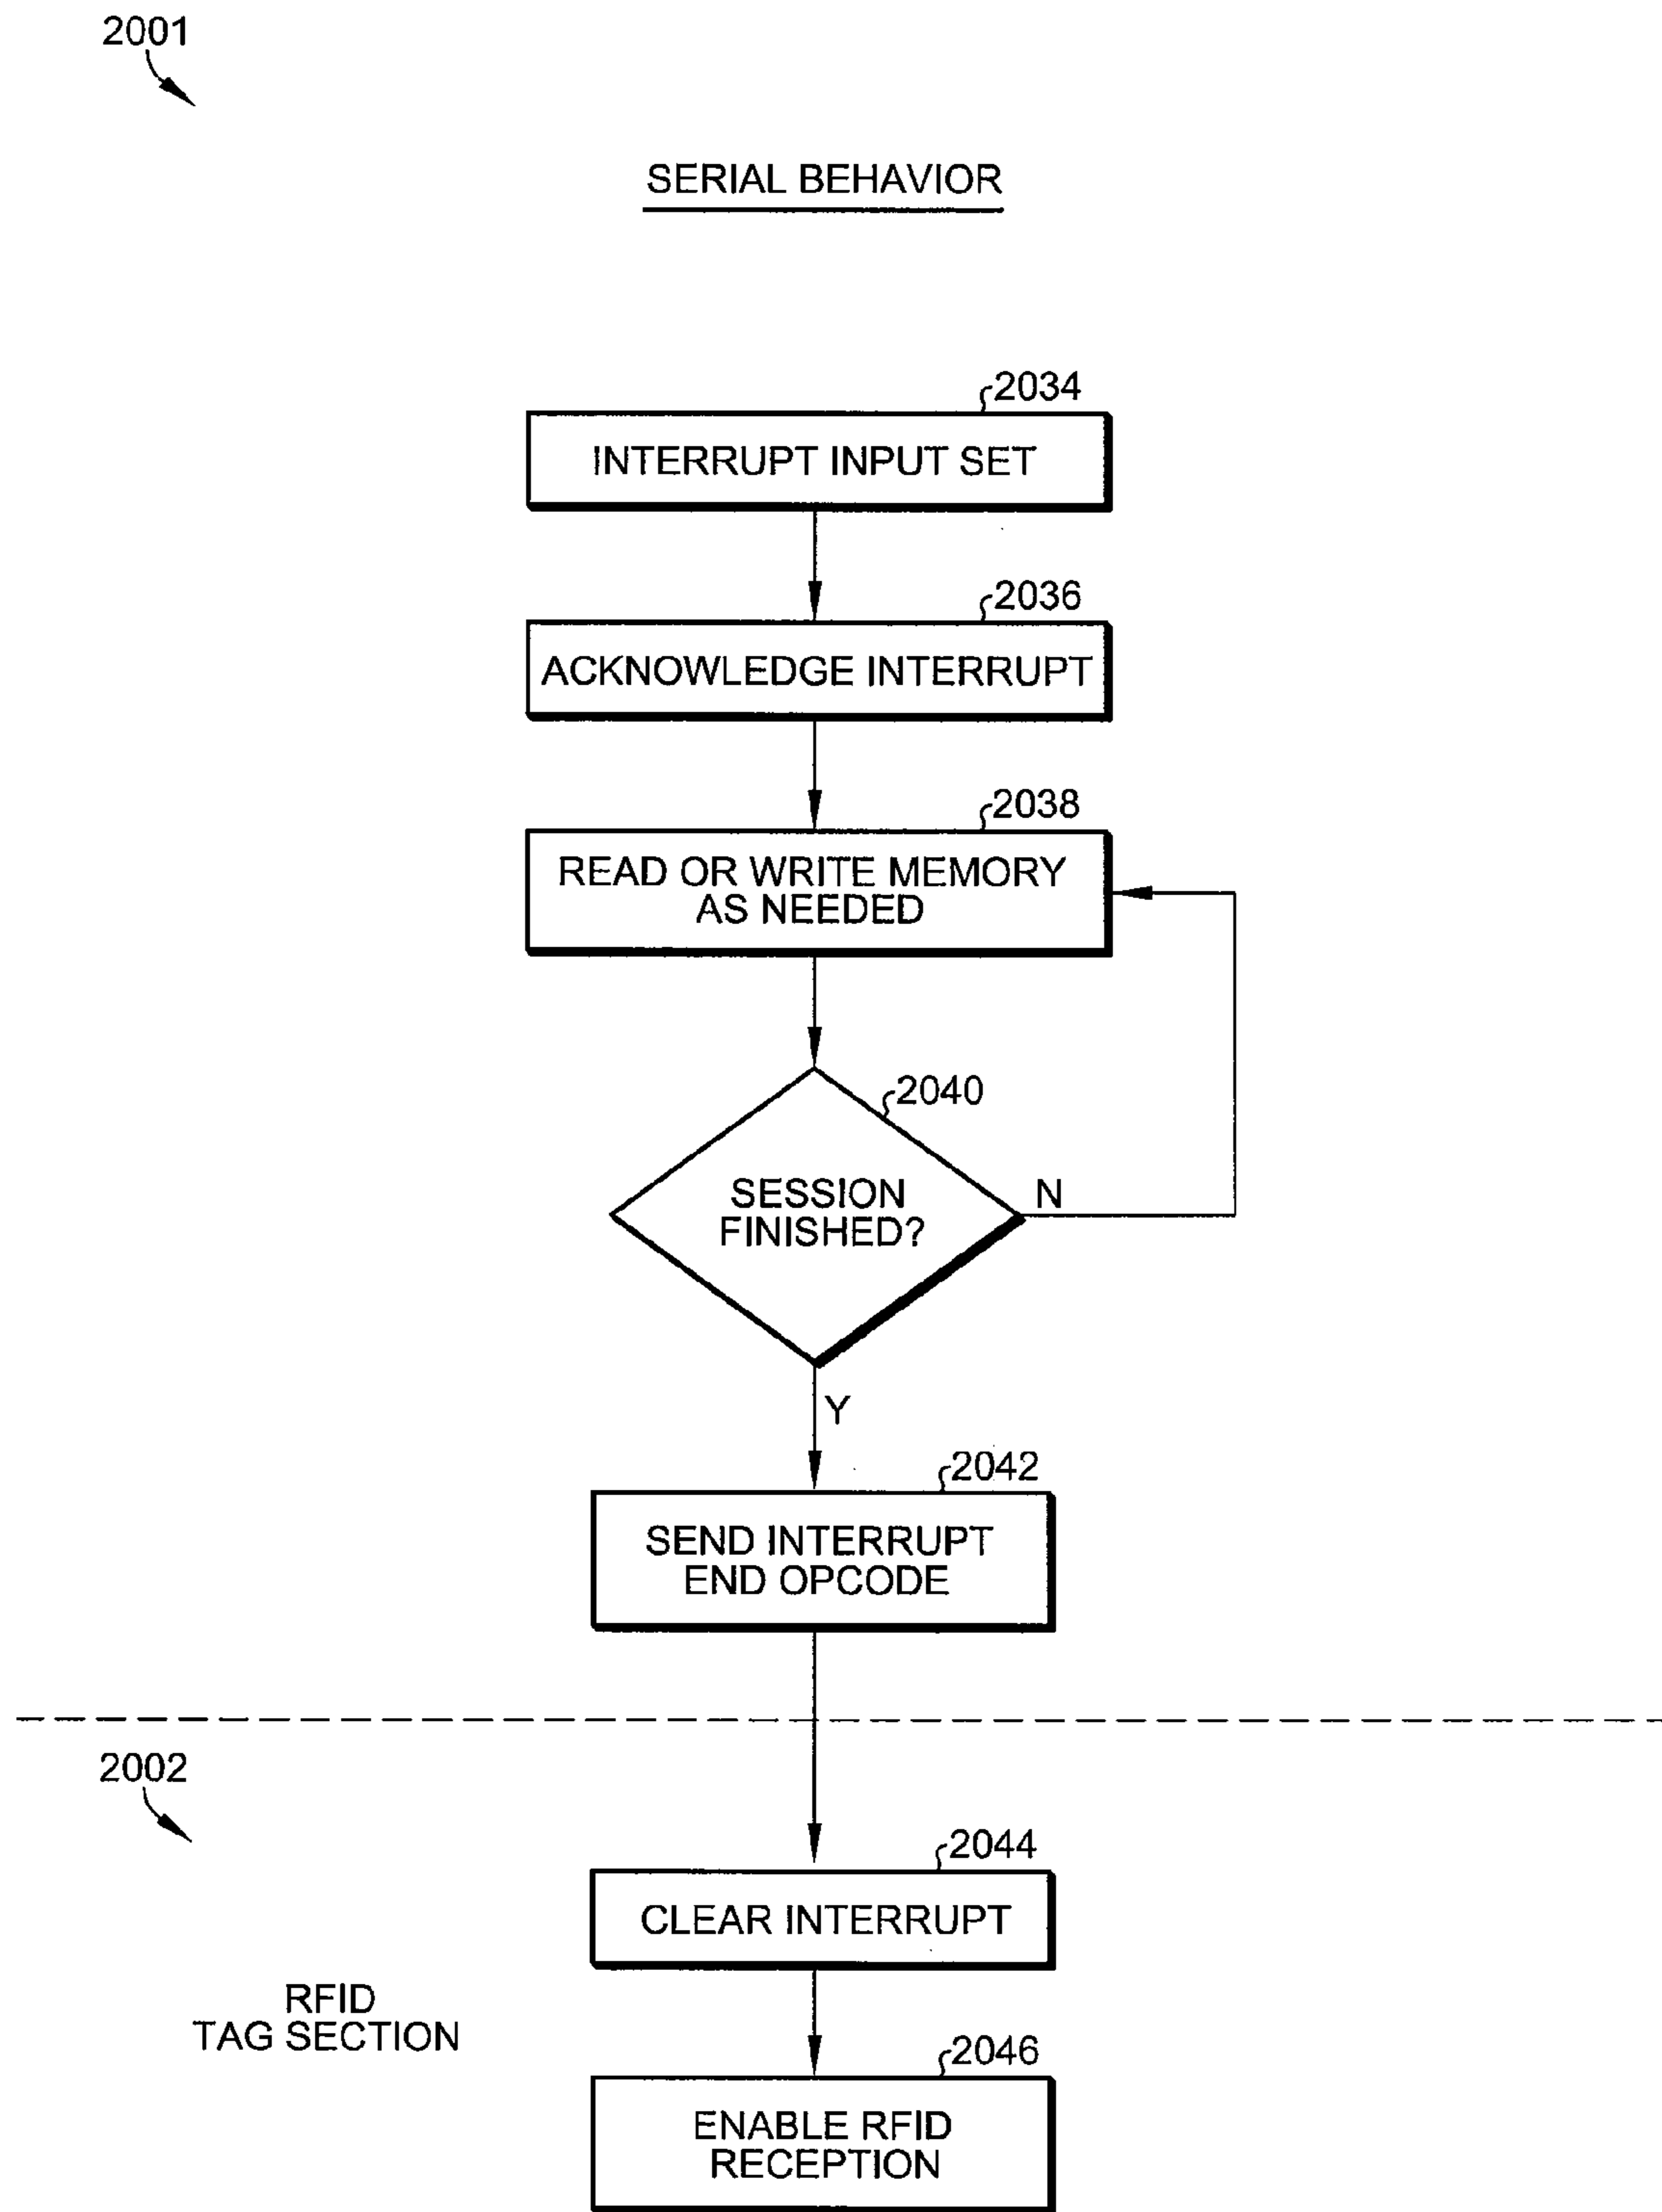 2001
SERIAL BEHAVIOR
2034
INTERRUPT INPUT SET
2036
ACKNOWLEDGE INTERRUPT
2038
READ OR WRITE MEMORY
AS NEEDED
2040
SESSION
FINISHED?
N
Y
2042
SEND INTERRUPT
END OPCODE
2002
2044
CLEAR INTERRUPT
RFID
TAG SECTION
2046
ENABLE RFID
RECEPTION